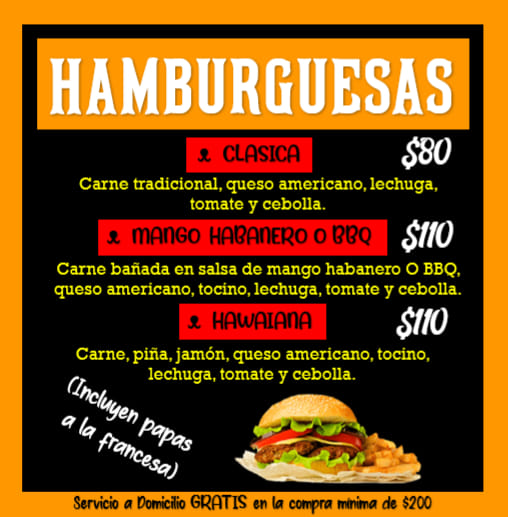 HAMBURGUESAS
CLASICA $80
Carne tradicional, queso americano, lechuga,
tomate y cebolla.
MANGO HABANERO O BBQ $110
Carne bañada en salsa de mango habanero O BBQ,
queso americano, tocino, lechuga, tomate y cebolla.
HAWAIANA $110
Carne, piña, jamón, queso americano, tocino,
lechuga, tomate y cebolla.
(Incluyen papas
a la francesa)
Servicio a Domicilio GRATIS en la compra mínima de $200